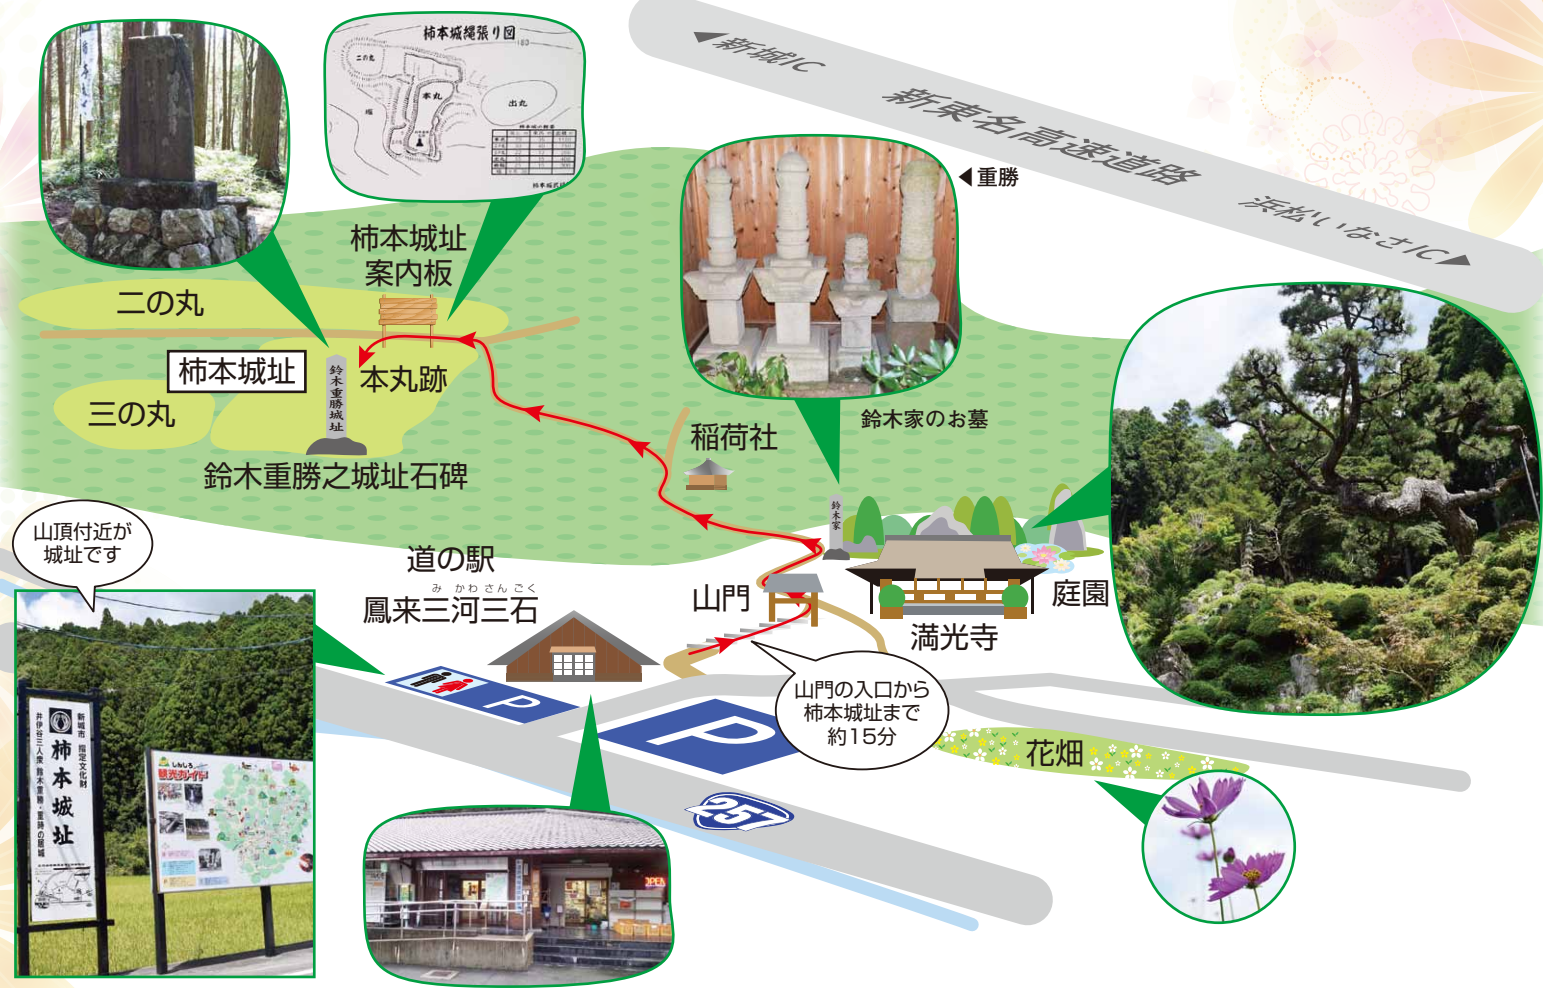 柿本城縄張り図
二の丸
本丸
出丸
堀
◀新城IC
新東名高速道路
浜松いなさIC▶
◀重勝
柿本城址
案内板
二の丸
柿本城址
鈴木重勝城址
本丸跡
三の丸
鈴木重勝之城址石碑
稲荷社
鈴木家のお墓
鈴木家
山頂付近が
城址です
道の駅
み かわ さん ごく
鳳来三河三石
山門
満光寺
庭園
山門の入口から
柿本城址まで
約15分
P
P
花畑
257
新城市 指定文化財
柿本城址
井伊谷三人衆 鈴木重勝・重時の居城
しんしろ
観光ガイド
OPEN